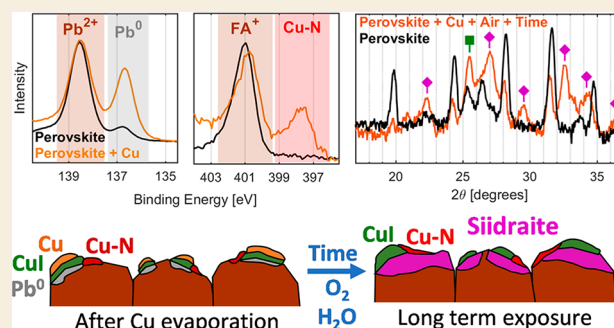 Pb2+ Pb0
FA+ Cu-N
Perovskite + Cu + Air + Time
Perovskite
Intensity
Perovskite
Perovskite + Cu
139 137 135
403 401 399 397
20 25 30 35
Binding Energy [eV]
2θ [degrees]
Cu
Cu-N
CuI
Pb0
After Cu evaporation
Time
O2
H2O
CuI Cu-N Siidraite
Long term exposure